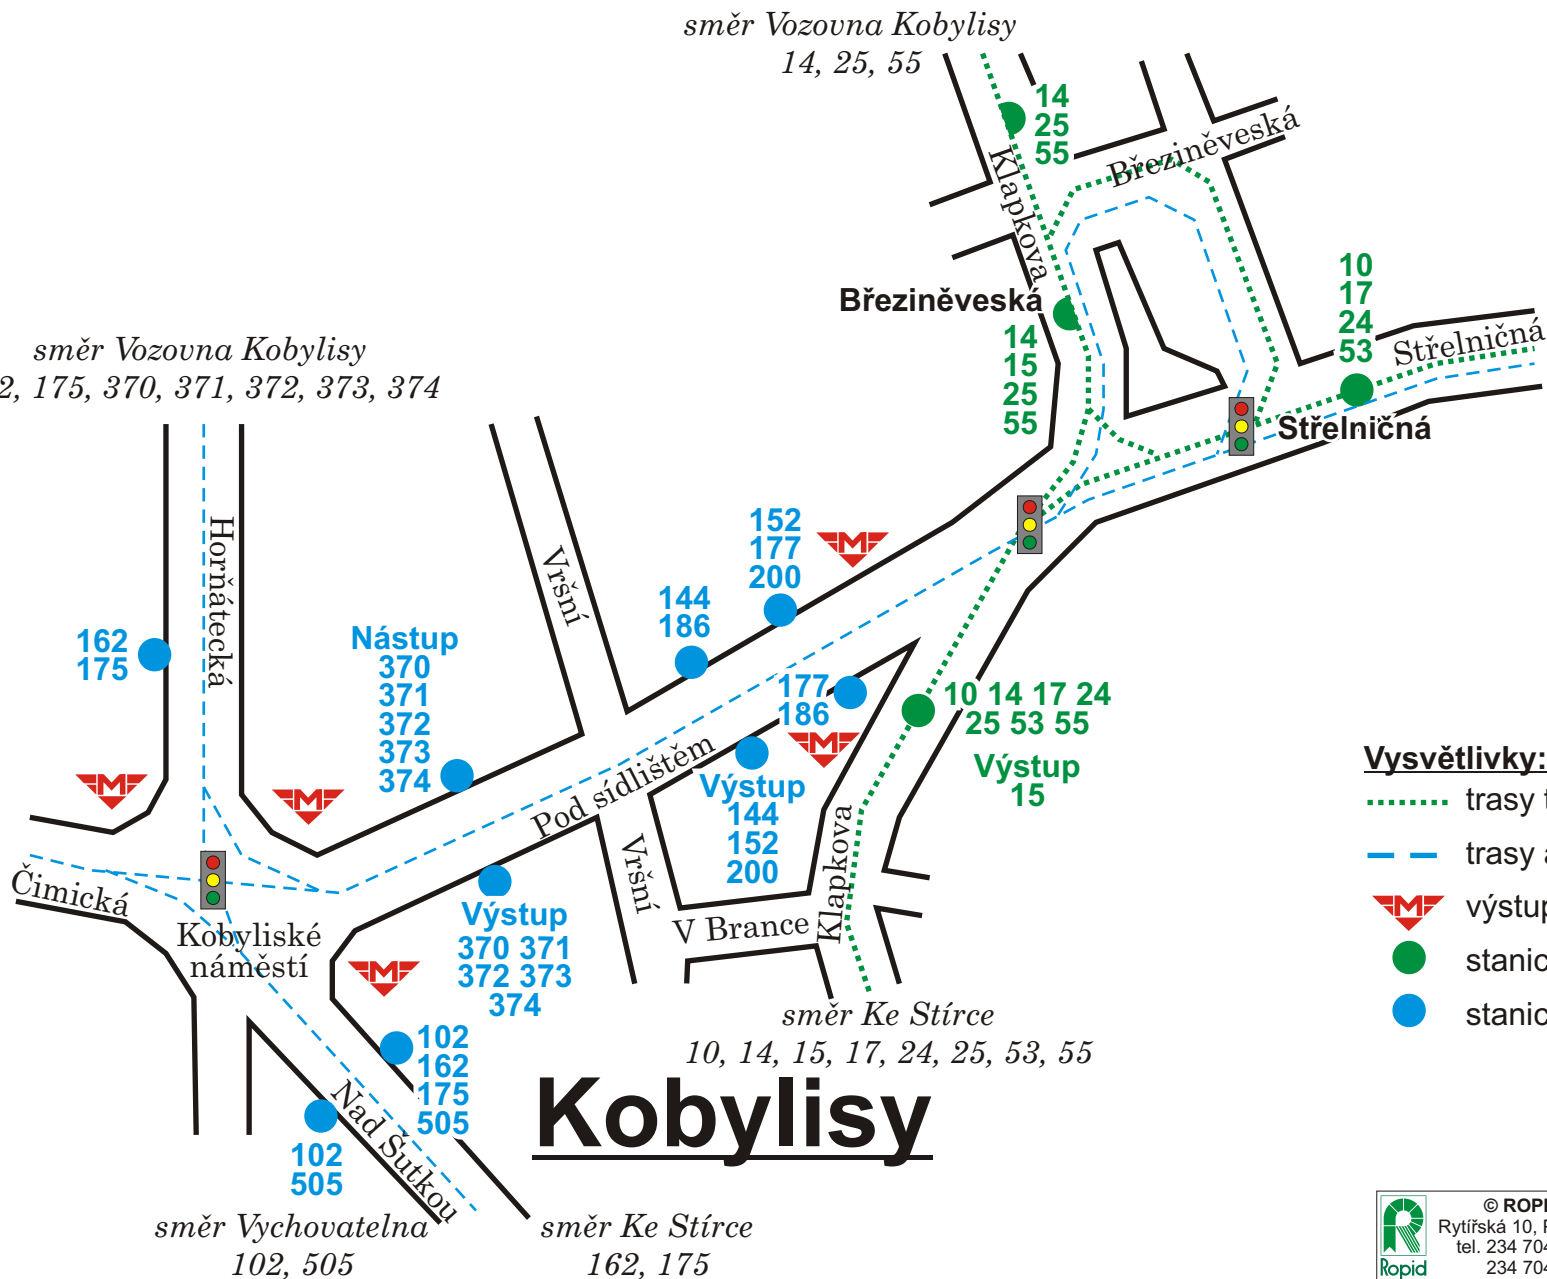 směr Vozovna Kobylisy
14, 25, 55
14
25
55
Březiněveská
Klapkova
Březiněveská
14
15
25
55
10
17
24
53
Střelničná
Střelničná
směr Vozovna Kobylisy
2, 175, 370, 371, 372, 373, 374
Horňátecká
Vršní
152
177
200
144
186
162
175
Nástup
370
371
372
373
374
177
186
10 14 17 24
25 53 55
Výstup
15
Pod sídlištěm
Výstup
144
152
200
Vršní
Klapkova
V Brance
Čimická
Kobyliské
náměstí
Výstup
370 371
372 373
374
směr Ke Stírce
10, 14, 15, 17, 24, 25, 53, 55
102
162
175
505
Nad Šutkou
102
505
Kobylisy
směr Vychovatelna
102, 505
směr Ke Stírce
162, 175
Vysvětlivky:
trasy t
trasy a
M výstup
stanic
stanic
M
M
M
M
M
© ROPI
Rytířská 10, P
tel. 234 704
234 704
Ropid